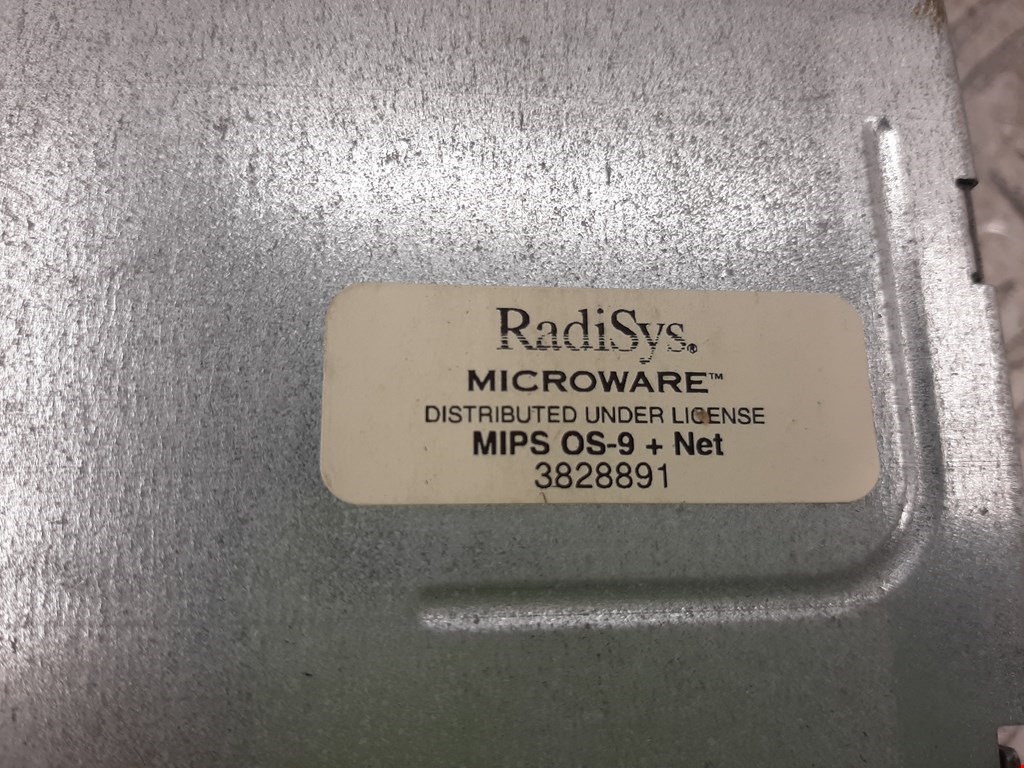 RadiSys®
MICROWARE™
DISTRIBUTED UNDER LICENSE
MIPS OS-9 + Net
3828891